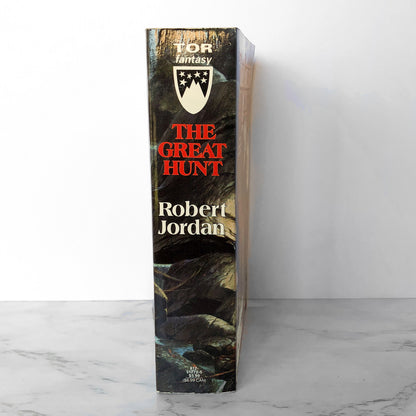 TOR
fantasy
THE
GREAT
HUNT
Robert
Jordan